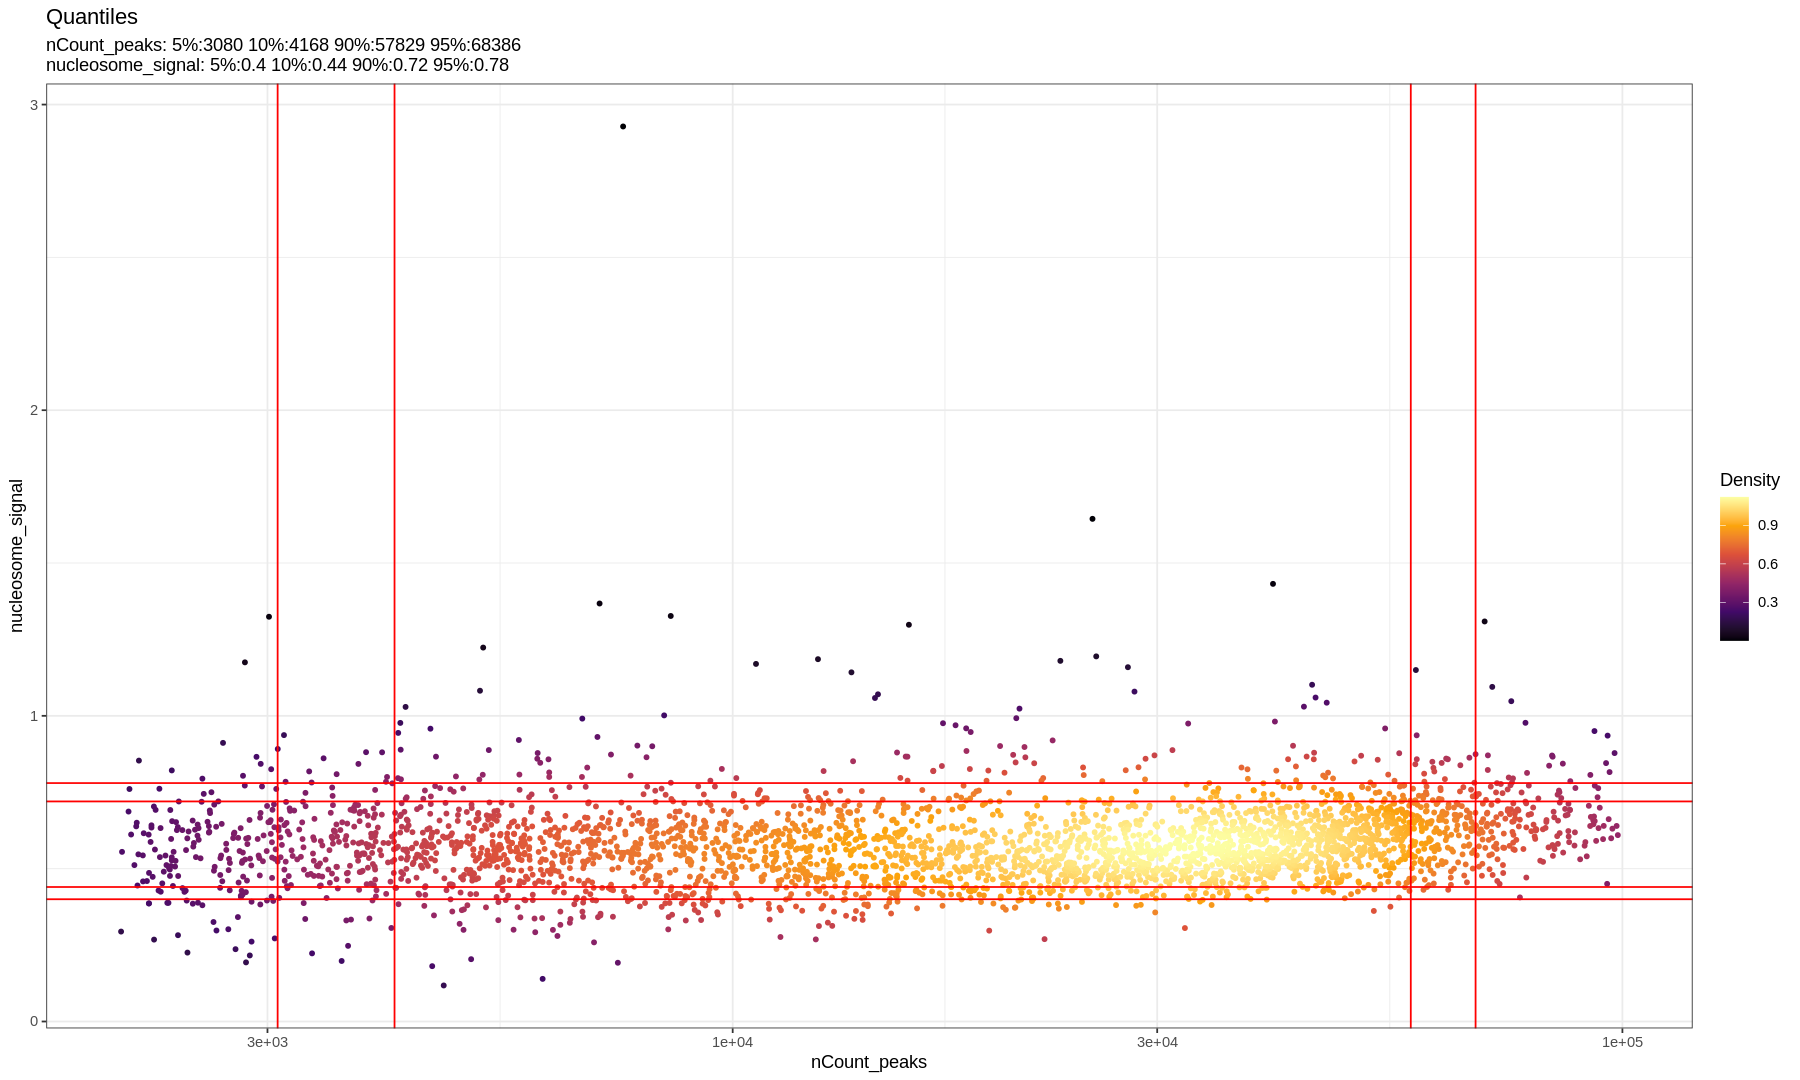 Quantiles
nCount_peaks: 5%:3080 10%:4168 90%:57829 95%:68386
nucleosome_signal: 5%:0.4 10%:0.44 90%:0.72 95%:0.78
3
2
1
0
nucleosome_signal
3e+03
1e+04
3e+04
1e+05
nCount_peaks
Density
0.9
0.6
0.3